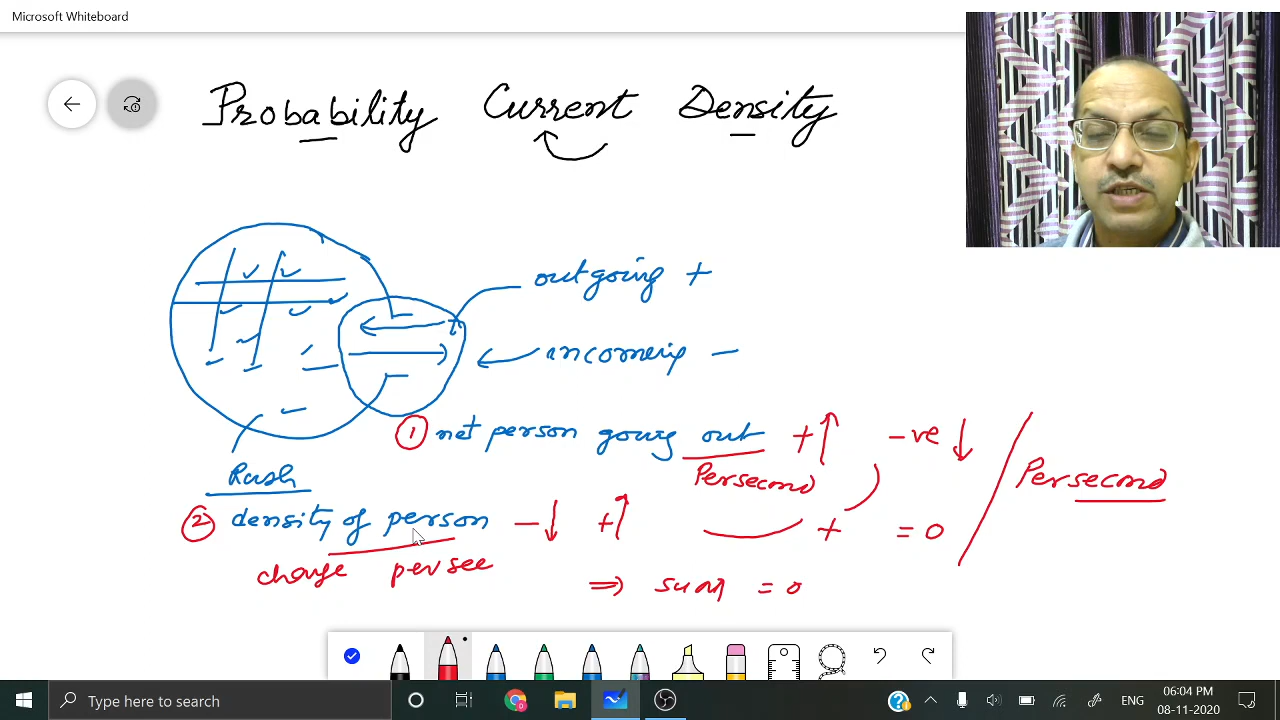 Microsoft Whiteboard
Probability Current Density
outgoing +
incoming -
① net person going out +↑ -ve ↓
Persecond / Persecond
Rush
② density of person -↓ +↑ + = 0
change per sec
⇒ sum = 0
Type here to search
ENG
06:04 PM
08-11-2020